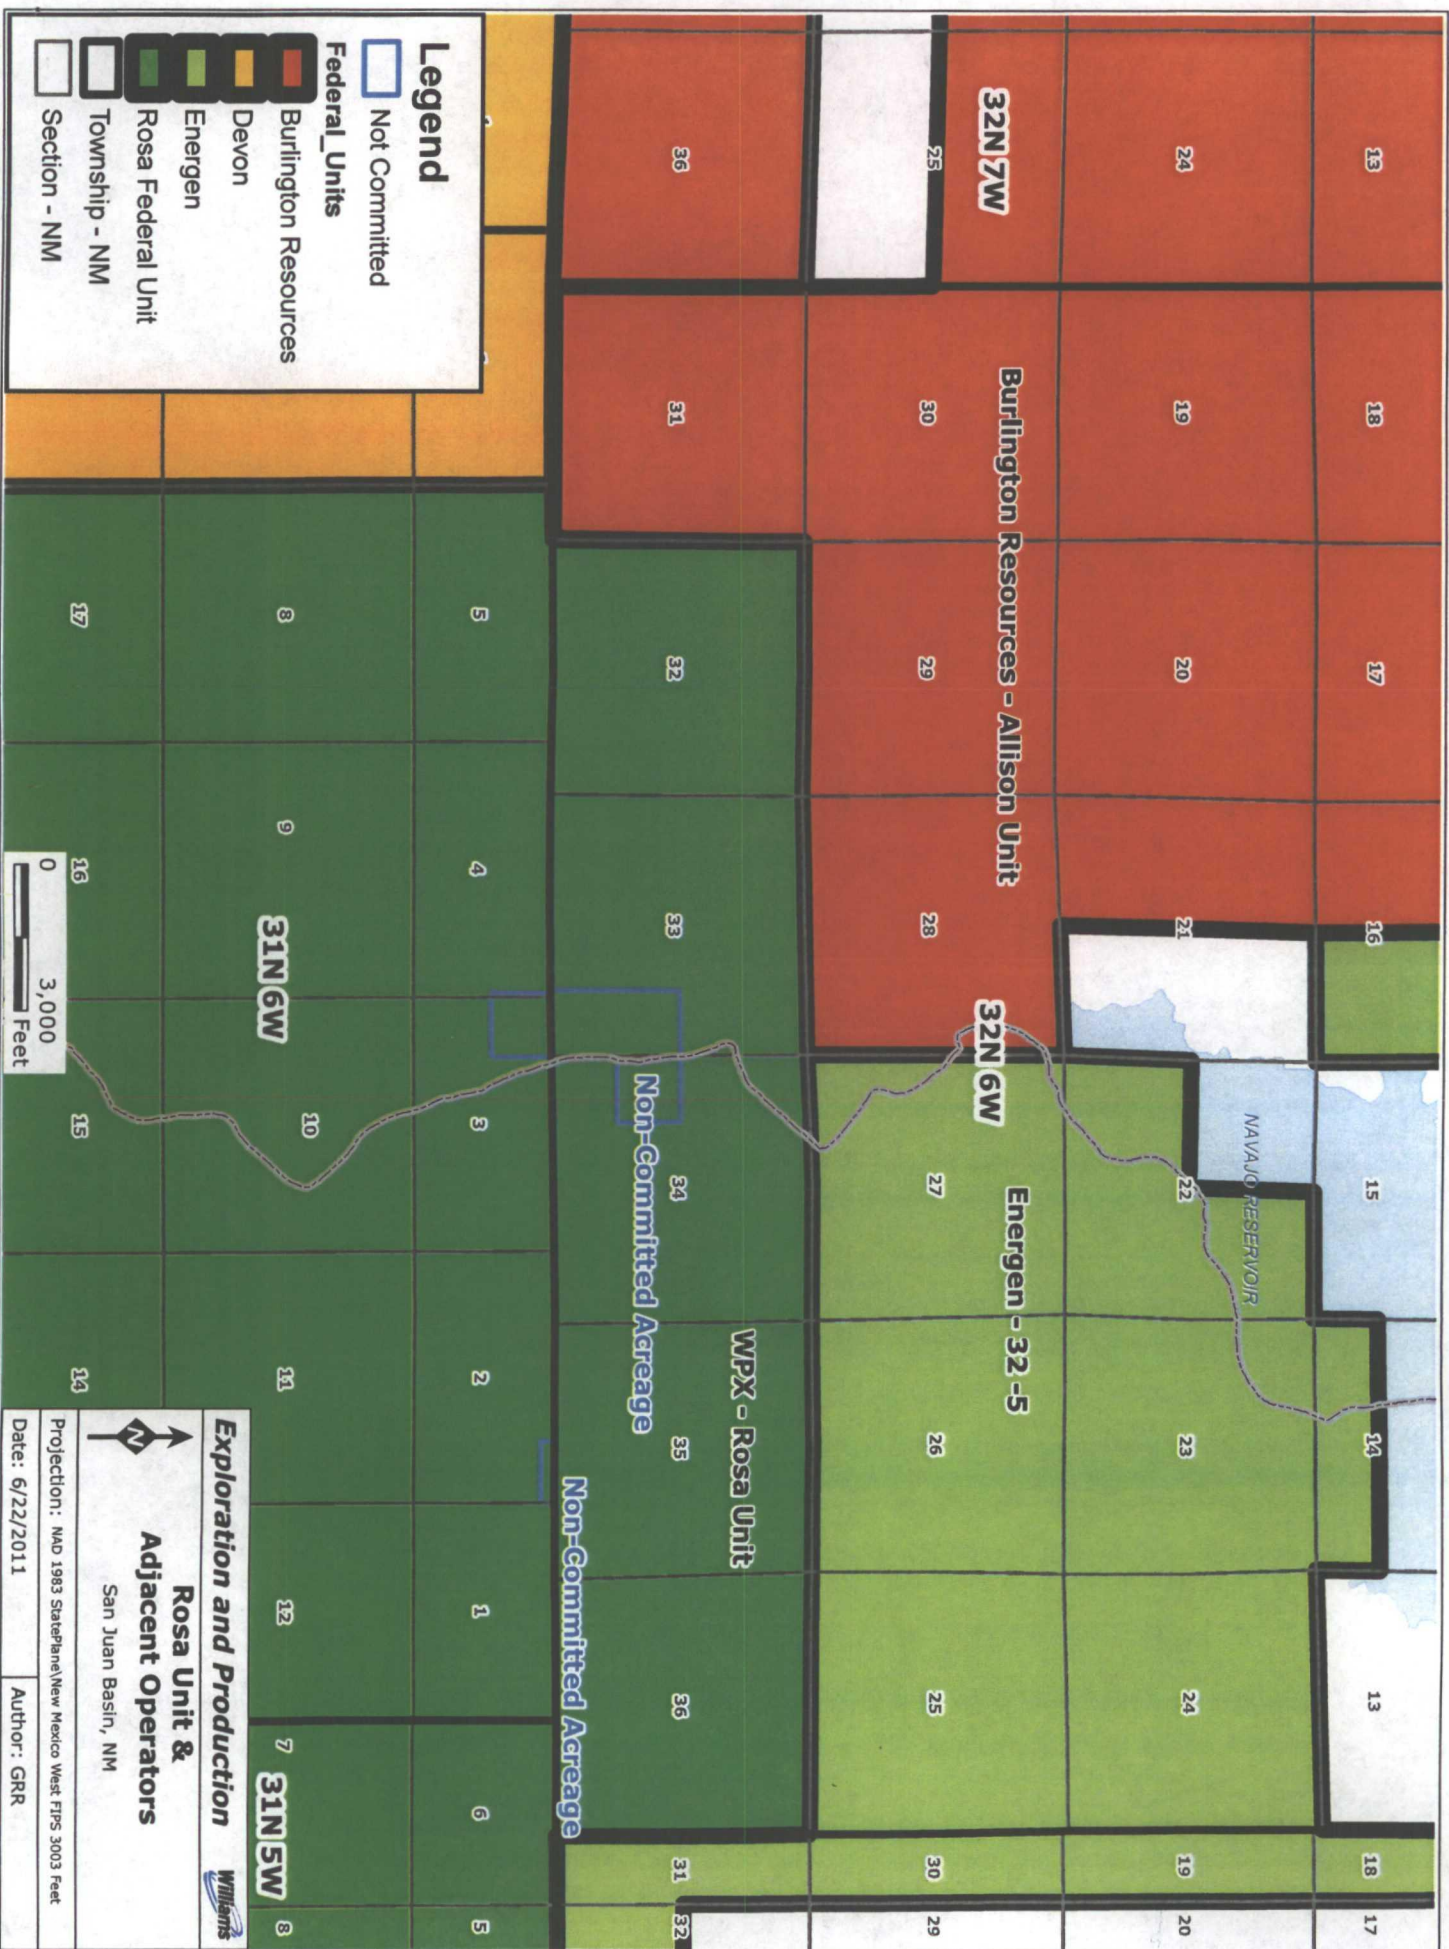 13 18 17 16 15 14 13 18 17
NAVAJO RESERVOIR
24 19 20 21 22 23 24 19 20
32N 7W
Burlington Resources - Allison Unit
32N 6W
Energen - 32 -5
25 30 29 28 27 26 25 30 29
WPX - Rosa Unit
36 31 32 33 34 35 36 31 32
Non-Committed Acreage
Non-Committed Acreage
5 4 3 2 1 6 5
8 9 10 11 12 7 8
31N 6W
31N 5W
17 16 15 14
Legend
Not Committed
Federal_Units
Burlington Resources
Devon
Energen
Rosa Federal Unit
Township - NM
Section - NM
0 3,000
Feet
Exploration and Production
Williams
N
Rosa Unit &
Adjacent Operators
San Juan Basin, NM
Projection: NAD 1983 StatePlane\New Mexico West FIPS 3003 Feet
Date: 6/22/2011
Author: GRR